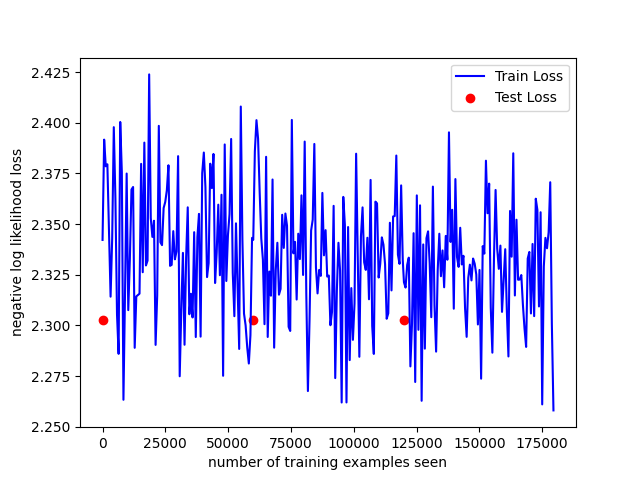 2.425
2.400
2.375
2.350
2.325
2.300
2.275
2.250
negative log likelihood loss
Train Loss
Test Loss
0 25000 50000 75000 100000 125000 150000 175000
number of training examples seen